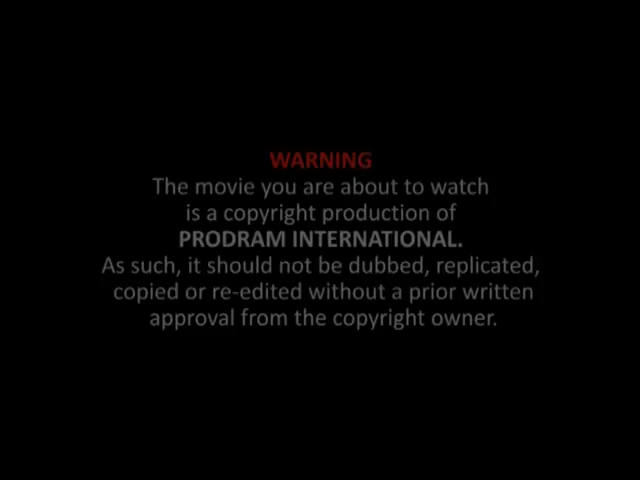 WARNING
The movie you are about to watch
is a copyright production of
PRODRAM INTERNATIONAL.
As such, it should not be dubbed, replicated,
copied or re-edited without a prior written
approval from the copyright owner.